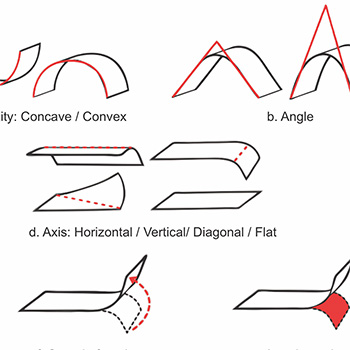 ity: Concave / Convex
b. Angle
d. Axis: Horizontal / Vertical/ Diagonal / Flat